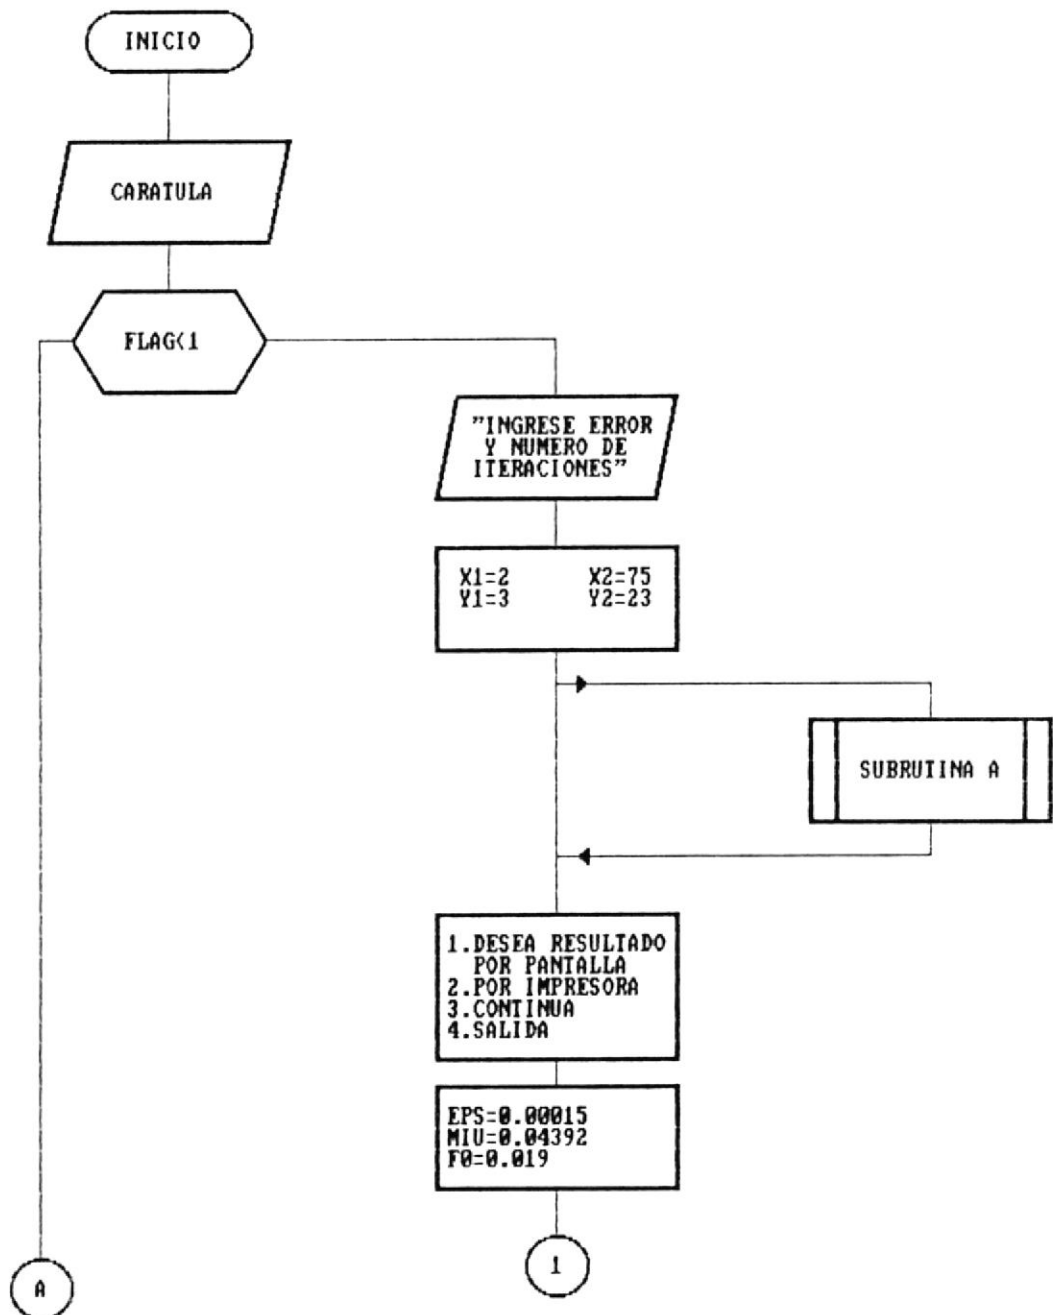 INICIO
CARATULA
FLAG<1
"INGRESE ERROR
Y NUMERO DE
ITERACIONES"
X1=2 X2=75
Y1=3 Y2=23
SUBRUTINA A
1.DESEA RESULTADO
POR PANTALLA
2.POR IMPRESORA
3.CONTINUA
4.SALIDA
EPS=0.00015
MIU=0.04392
F0=0.019
1
A